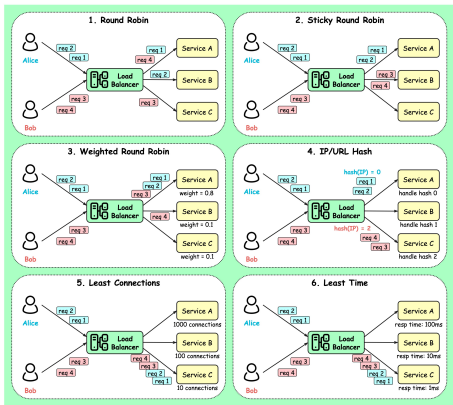 1. Round Robin
Alice
req 2
req 1
Load
Balancer
req 1
req 4
req 2
req 3
Service A
Service B
Service C
req 3
req 4
Bob
2. Sticky Round Robin
Alice
req 2
req 1
Load
Balancer
req 1
req 2
req 3
req 4
Service A
Service B
Service C
req 3
req 4
Bob
3. Weighted Round Robin
Alice
req 2
req 1
Load
Balancer
req 1
req 2
req 3
req 4
Service A
weight = 0.8
Service B
weight = 0.1
Service C
weight = 0.1
req 3
req 4
Bob
4. IP/URL Hash
Alice
req 2
req 1
Load
Balancer
hash(IP) = 0
req 1
req 2
hash(IP) = 2
req 4
req 3
Service A
handle hash 0
Service B
handle hash 1
Service C
handle hash 2
req 3
req 4
Bob
5. Least Connections
Alice
req 2
req 1
Load
Balancer
req 4
req 3
req 2
req 1
Service A
1000 connections
Service B
100 connections
Service C
10 connections
req 3
req 4
Bob
6. Least Time
Alice
req 2
req 1
Load
Balancer
req 4
req 3
req 2
req 1
Service A
resp time: 100ms
Service B
resp time: 10ms
Service C
resp time: 1ms
req 3
req 4
Bob